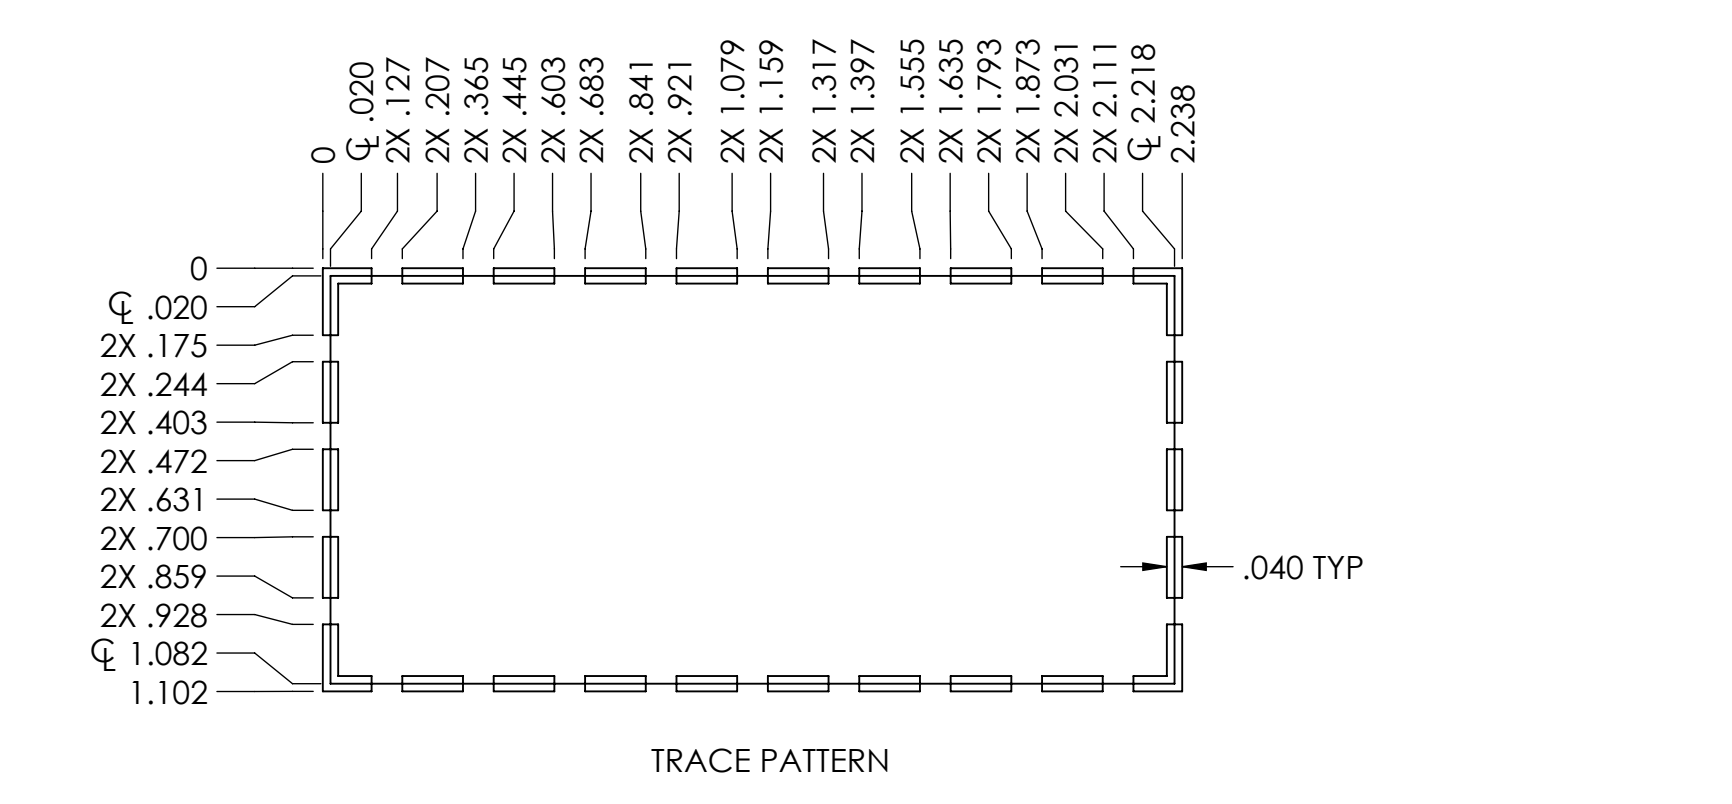 0
℄ .020
2X .127
2X .207
2X .365
2X .445
2X .603
2X .683
2X .841
2X .921
2X 1.079
2X 1.159
2X 1.317
2X 1.397
2X 1.555
2X 1.635
2X 1.793
2X 1.873
2X 2.031
2X 2.111
℄ 2.218
2.238
0
℄ .020
2X .175
2X .244
2X .403
2X .472
2X .631
2X .700
2X .859
2X .928
℄ 1.082
1.102
.040 TYP
TRACE PATTERN